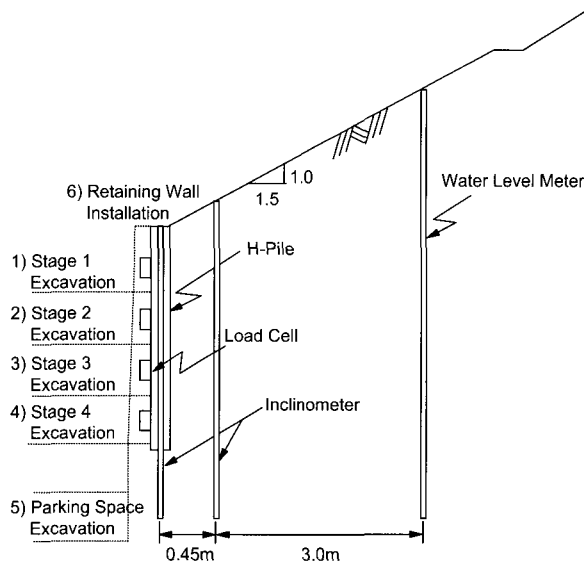 1.0
1.5
6) Retaining Wall
Installation
Water Level Meter
H-Pile
1) Stage 1
Excavation
2) Stage 2
Excavation
Load Cell
3) Stage 3
Excavation
4) Stage 4
Excavation
Inclinometer
5) Parking Space
Excavation
0.45m
3.0m